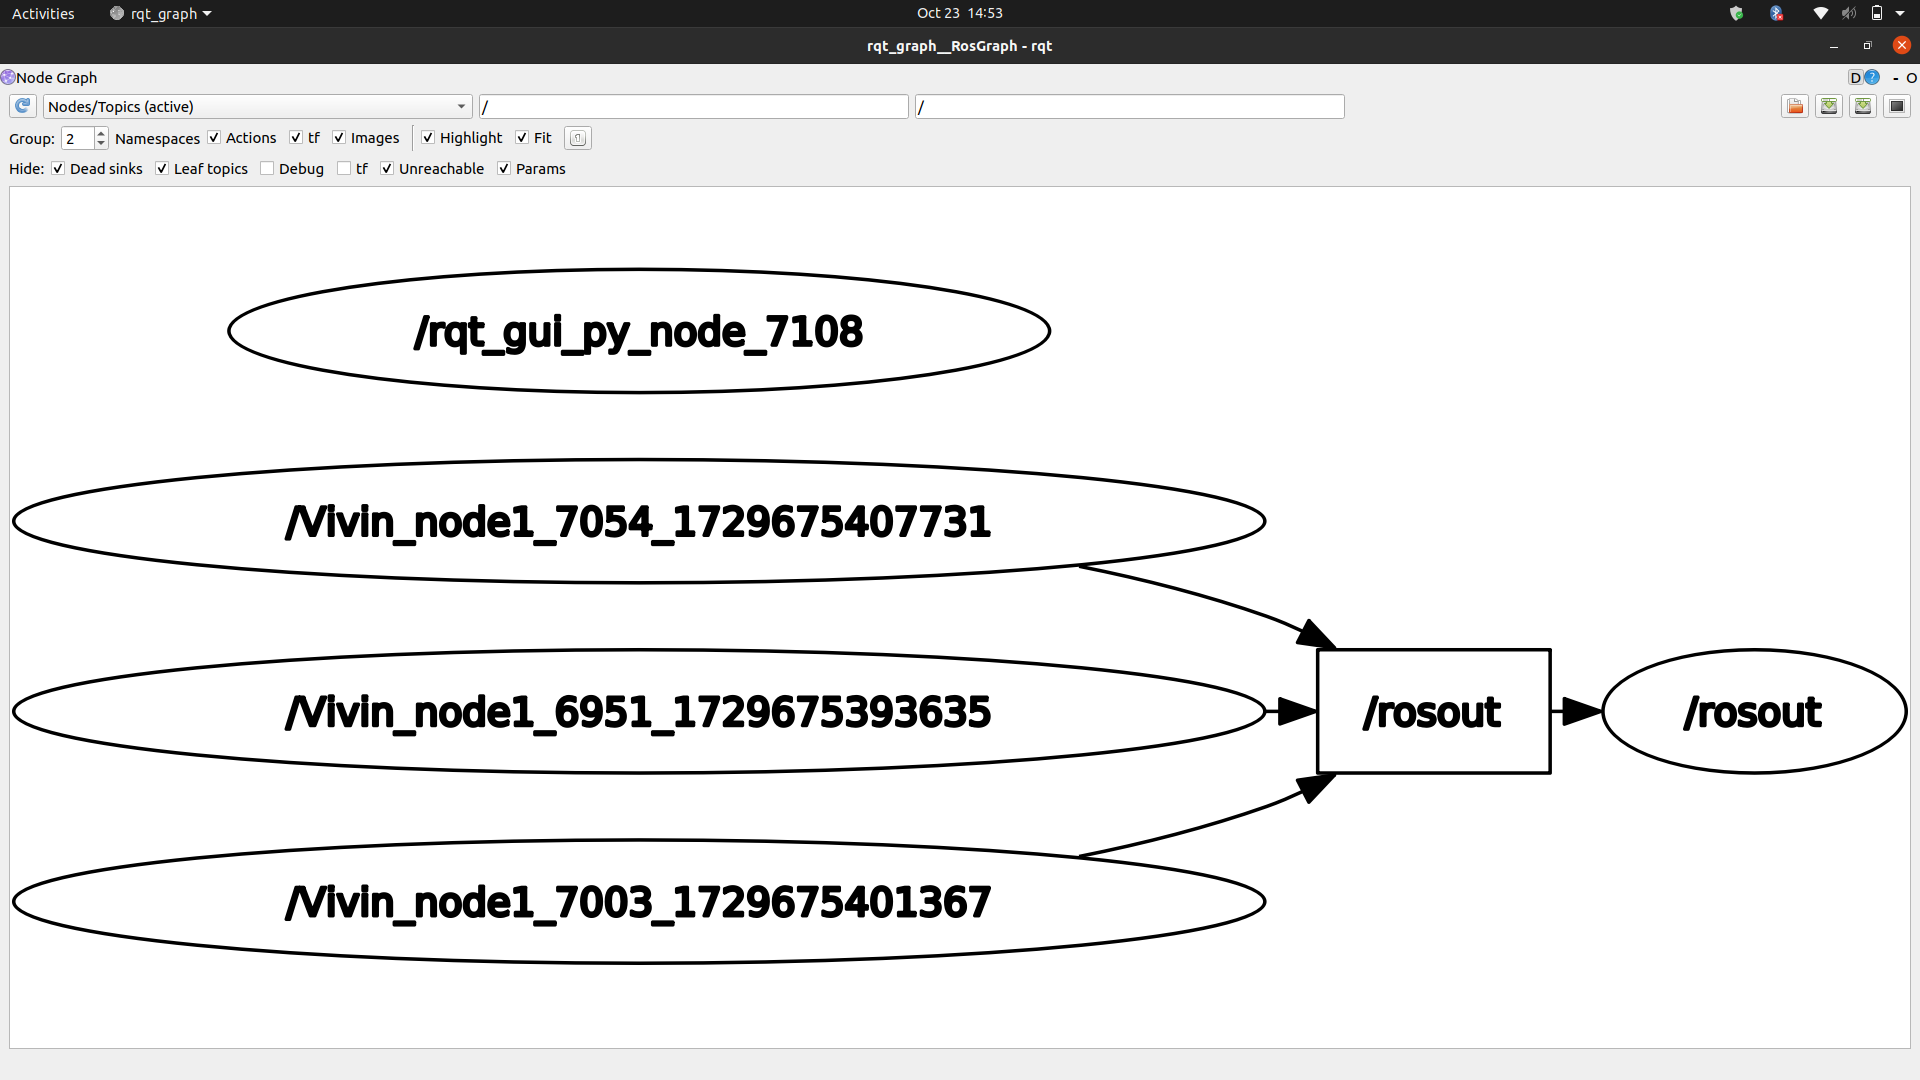 Activities rqt_graph Oct 23 14:53
rqt_graph__RosGraph - rqt
Node Graph D ? - O
Nodes/Topics (active) / /
Group: 2 Namespaces Actions tf Images Highlight Fit
Hide: Dead sinks Leaf topics Debug tf Unreachable Params
/rqt_gui_py_node_7108
/Vivin_node1_7054_1729675407731
/Vivin_node1_6951_1729675393635 /rosout /rosout
/Vivin_node1_7003_1729675401367